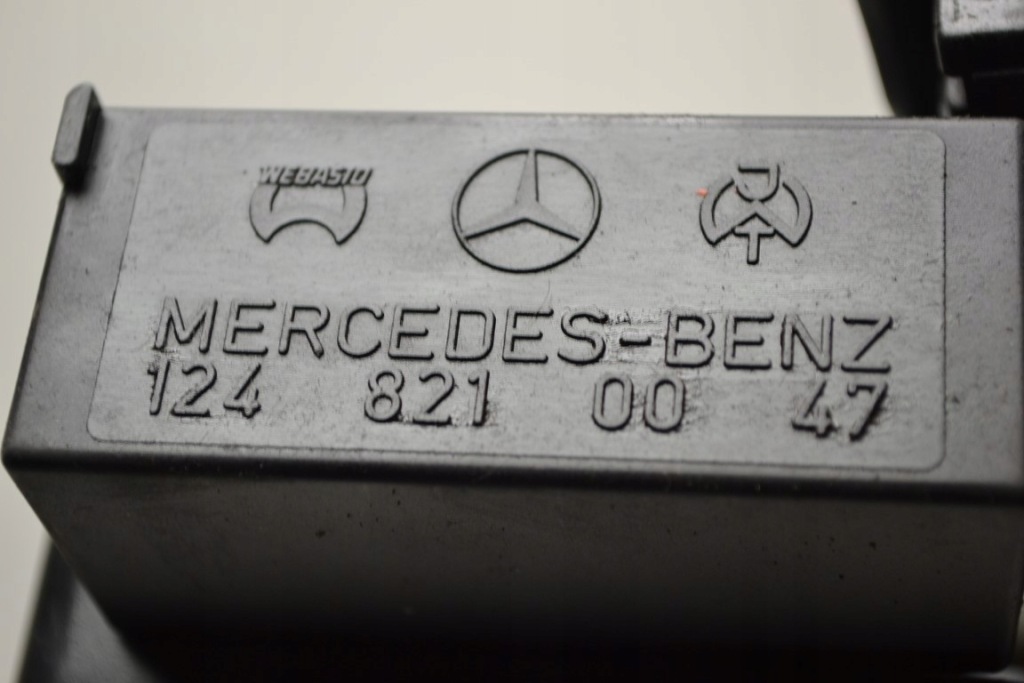 WEBASTO
MERCEDES-BENZ
124 821 00 47